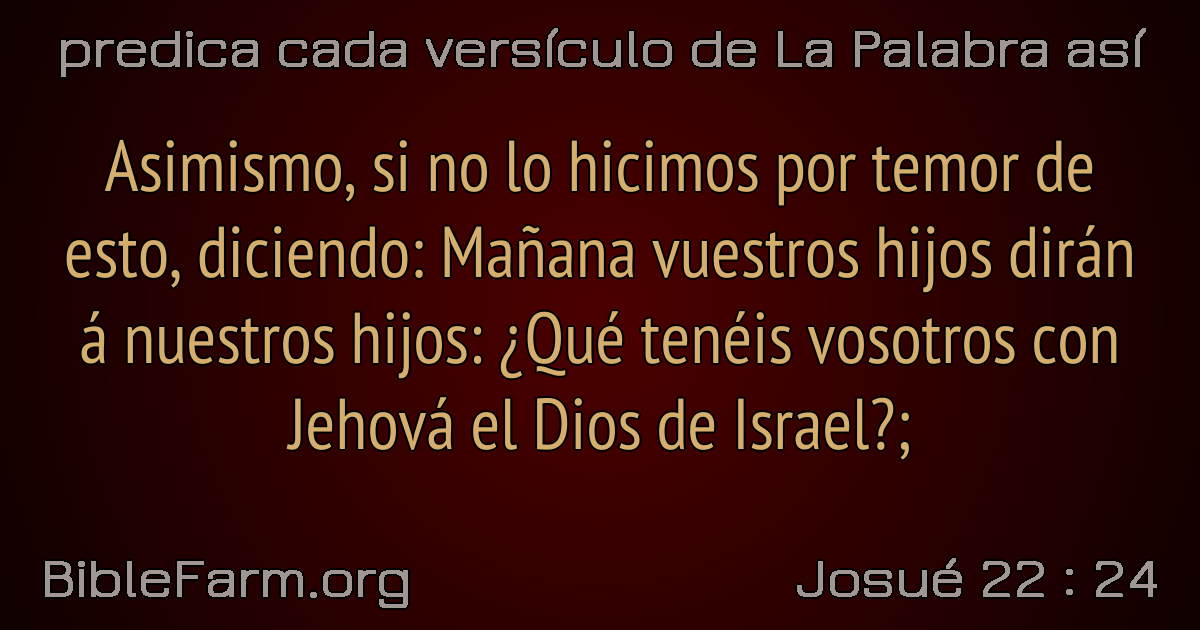 predica cada versículo de La Palabra así
Asimismo, si no lo hicimos por temor de
esto, diciendo: Mañana vuestros hijos dirán
á nuestros hijos: ¿Qué tenéis vosotros con
Jehová el Dios de Israel?;
BibleFarm.org
Josué 22 : 24